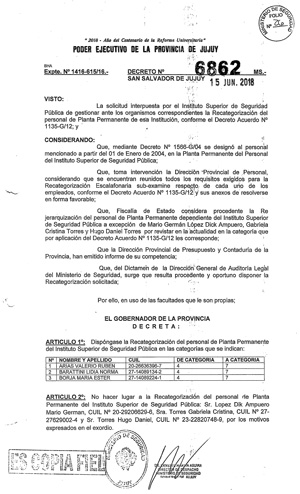 MINISTERIO DE SEGURIDAD
FOLIO
Nº
" 2018 - Año del Centenario de la Reforma Universitaria"
PODER EJECUTIVO DE LA PROVINCIA DE JUJUY
Expte. Nº 1416-615/16.- DECRETO Nº 6862 MS.-
SAN SALVADOR DE JUJUY 15 JUN. 2018
VISTO:
La solicitud interpuesta por el Instituto Superior de Seguridad
Pública de gestionar ante los organismos correspondientes la Recategorización del
personal de Planta Permanente de esa Institución, conforme el Decreto Acuerdo Nº
1135-G/12; y
CONSIDERANDO:
Que, mediante Decreto Nº 1566-G/04 se designó al personal
mencionado a partir del 01 de Enero de 2004, en la Planta Permanente del Personal
del Instituto Superior de Seguridad Pública;
Que, toma intervención la Dirección Provincial de Personal,
considerando que se encuentran reunidos todos los requisitos exigidos para la
Recategorización Escalafonaria sub-examine respecto de cada uno de los
empleados, conforme el Decreto Acuerdo Nº 1135-G/12 y sus anexos de resolverse
en forma favorable;
Que, Fiscalía de Estado considera procedente la Re
jerarquización del personal de Planta Permanente dependiente del Instituto Superior
de Seguridad Pública a excepción de Mario Germán López Dick Ampuero, Gabriela
Cristina Torres y Hugo Daniel Torres por revistar en la actualidad en la categoría que
por aplicación del Decreto Acuerdo Nº 1135-G/12 les corresponde;
Que la Dirección Provincial de Presupuesto y Contaduría de la
Provincia, han emitido informe de su competencia;
Que, del Dictamen de la Dirección General de Auditoría Legal
del Ministerio de Seguridad, surge que resulta procedente y oportuno disponer la
Recategorización solicitada;
Por ello, en uso de las facultades que le son propias;
EL GOBERNADOR DE LA PROVINCIA
D E C R E T A :
ARTICULO 1º: Dispóngase la Recategorización del personal de Planta Permanente
del Instituto Superior de Seguridad Pública en las categorías que se indican:
Nº NOMBRE Y APELLIDO CUIL DE CATEGORIA A CATEGORIA
1 ARIAS VALERIO RUBEN 20-26836398-7 4 7
2 BARATTINI LIDIA NORMA 27-14089134-2 4 7
3 BORJA MARIA ESTER 27-14089224-1 4 7
ARTICULO 2º: No hacer lugar a la Recategorización del personal de Planta
Permanente del Instituto Superior de Seguridad Pública: Sr. Lopez Dik Ampuero
Mario German, CUIL Nº 20-29206629-6, Sra. Torres Gabriela Cristina, CUIL Nº 27-
27629002-4 y Sr. Torres Hugo Daniel, CUIL Nº 23-22820748-9, por los motivos
expresados en el exordio.
ES COPIA FIEL